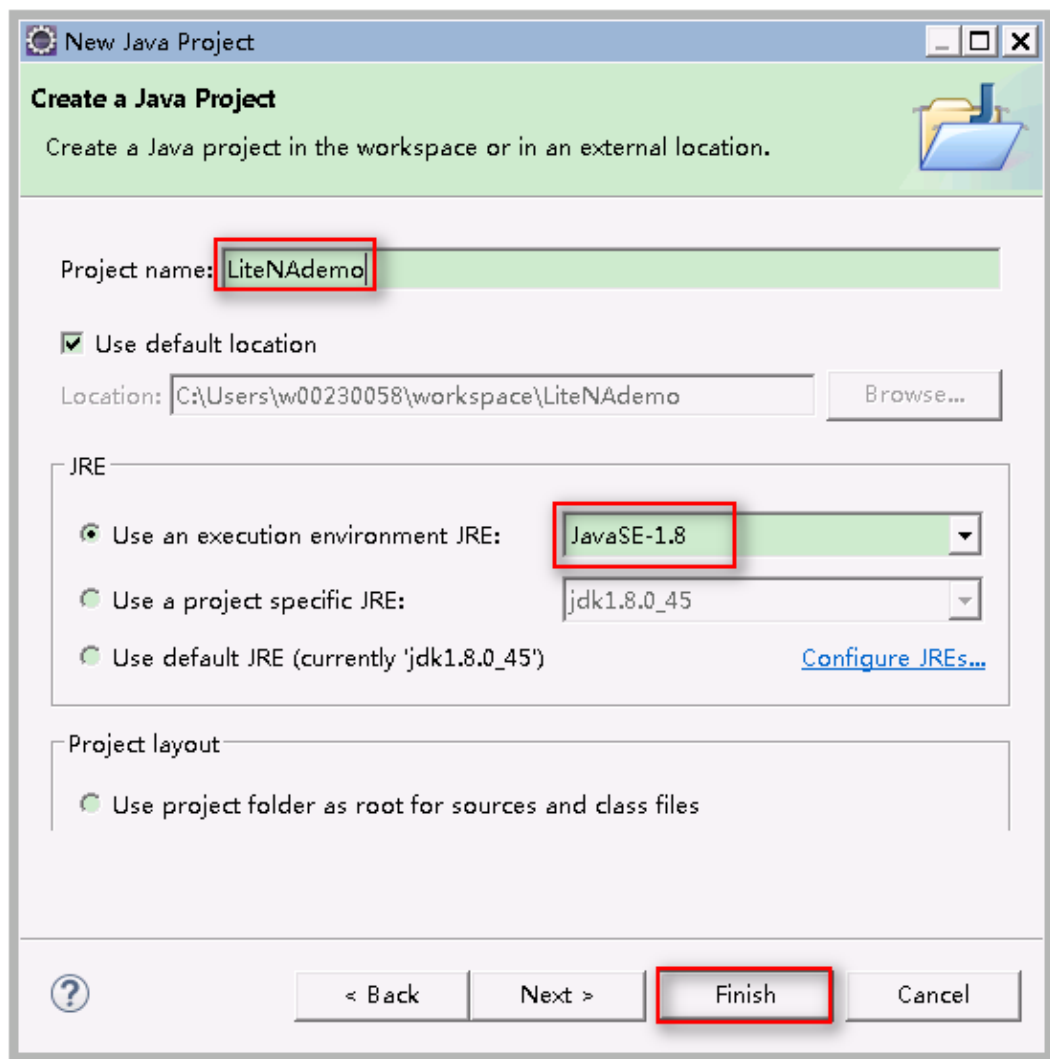 New Java Project
Create a Java Project
Create a Java project in the workspace or in an external location.
Project name: LiteNAdemo
Use default location
Location: C:\Users\w00230058\workspace\LiteNAdemo Browse...
JRE
Use an execution environment JRE: JavaSE-1.8
Use a project specific JRE: jdk1.8.0_45
Use default JRE (currently 'jdk1.8.0_45') Configure JREs...
Project layout
Use project folder as root for sources and class files
? < Back Next > Finish Cancel